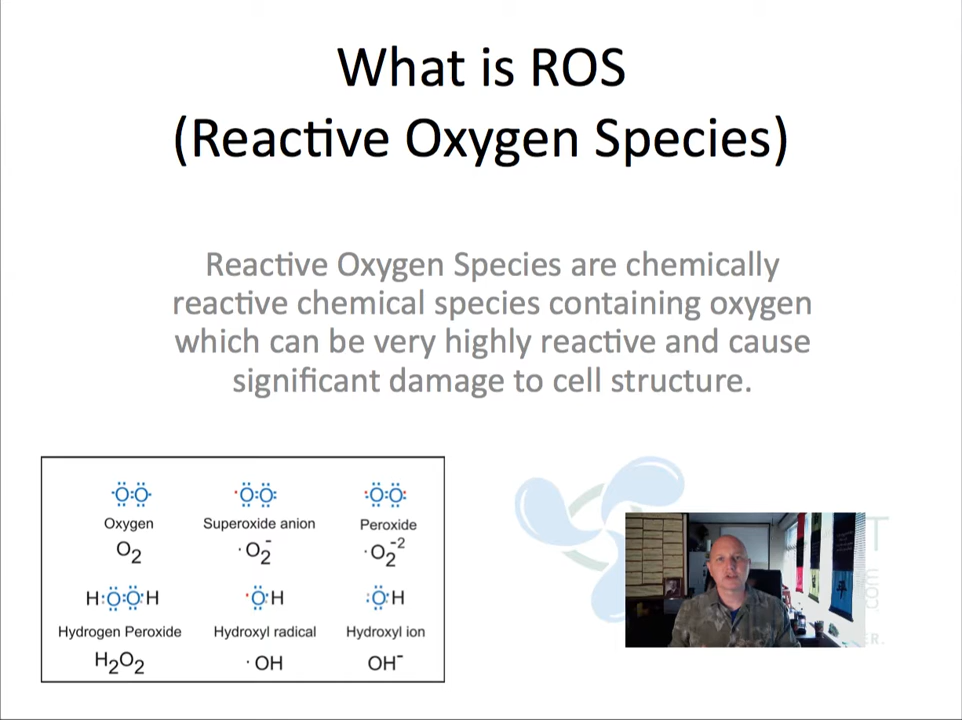 What is ROS
(Reactive Oxygen Species)
Reactive Oxygen Species are chemically
reactive chemical species containing oxygen
which can be very highly reactive and cause
significant damage to cell structure.
·Ö:Ö· ·Ö:Ö: :Ö:Ö:
Oxygen Superoxide anion Peroxide
O₂ ·O₂⁻ ·O₂⁻²
H:Ö:Ö:H ·Ö:H :Ö:H
Hydrogen Peroxide Hydroxyl radical Hydroxyl ion
H₂O₂ ·OH OH⁻
T
com
ER.